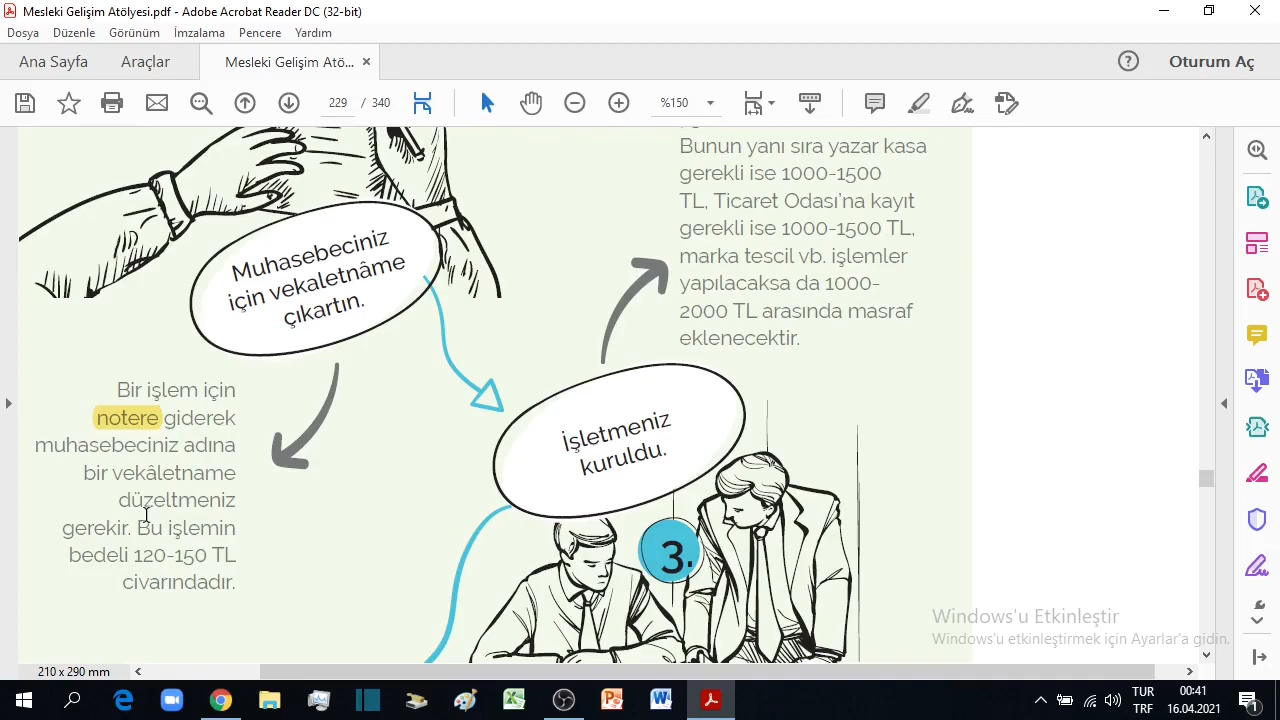 Mesleki Gelişim Atölyesi.pdf - Adobe Acrobat Reader DC (32-bit)
Dosya Düzenle Görünüm İmzalama Pencere Yardım
Ana Sayfa Araçlar Mesleki Gelişim Atö... × Oturum Aç
229 / 340 %150
Bunun yanı sıra yazar kasa
gerekli ise 1000-1500
TL, Ticaret Odası'na kayıt
gerekli ise 1000-1500 TL,
marka tescil vb. işlemler
yapılacaksa da 1000-
2000 TL arasında masraf
eklenecektir.
Muhasebeciniz
için vekaletnâme
çıkartın.
Bir işlem için
notere giderek
muhasebeciniz adına
bir vekâletname
düzeltmeniz
gerekir. Bu işlemin
bedeli 120-150 TL
civarındadır.
İşletmeniz
kuruldu.
3.
Windows'u Etkinleştir
Windows'u etkinleştirmek için Ayarlar'a gidin.
210 x 290 mm
TUR
TRF
00:41
16.04.2021
1